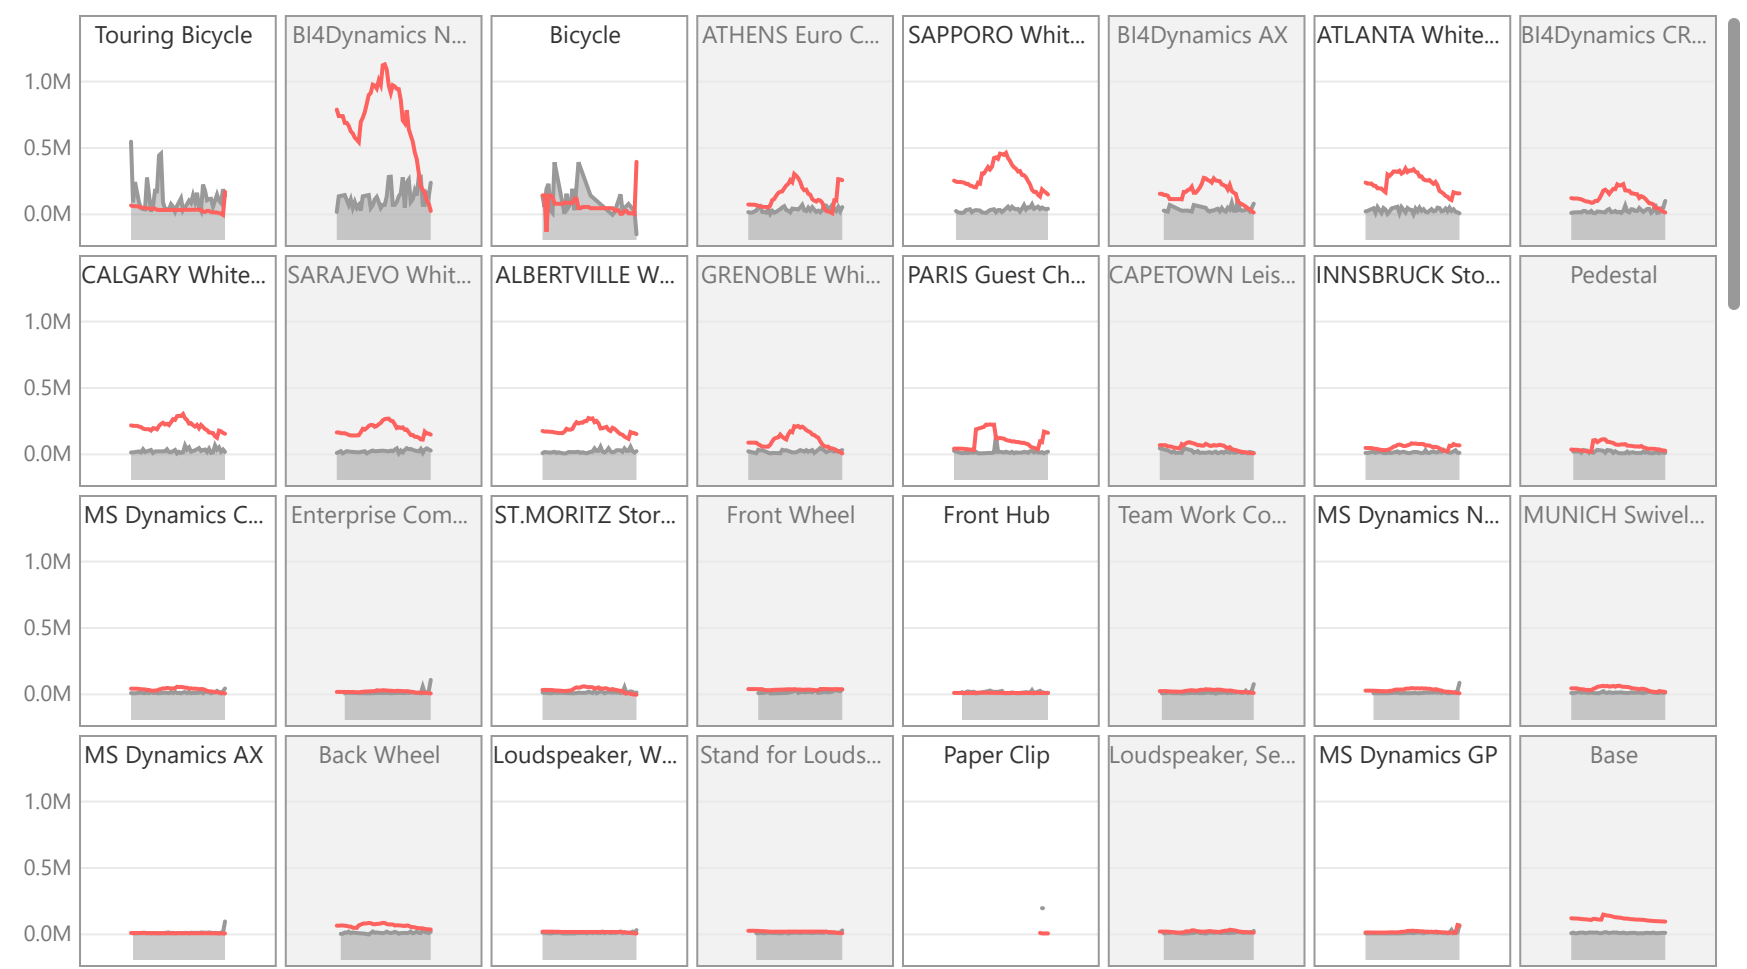 Touring Bicycle BI4Dynamics N... Bicycle ATHENS Euro C... SAPPORO Whit... BI4Dynamics AX ATLANTA White... BI4Dynamics CR...
1.0M
0.5M
0.0M
CALGARY White... SARAJEVO Whit... ALBERTVILLE W... GRENOBLE Whi... PARIS Guest Ch... CAPETOWN Leis... INNSBRUCK Sto... Pedestal
1.0M
0.5M
0.0M
MS Dynamics C... Enterprise Com... ST.MORITZ Stor... Front Wheel Front Hub Team Work Co... MS Dynamics N... MUNICH Swivel...
1.0M
0.5M
0.0M
MS Dynamics AX Back Wheel Loudspeaker, W... Stand for Louds... Paper Clip Loudspeaker, Se... MS Dynamics GP Base
1.0M
0.5M
0.0M